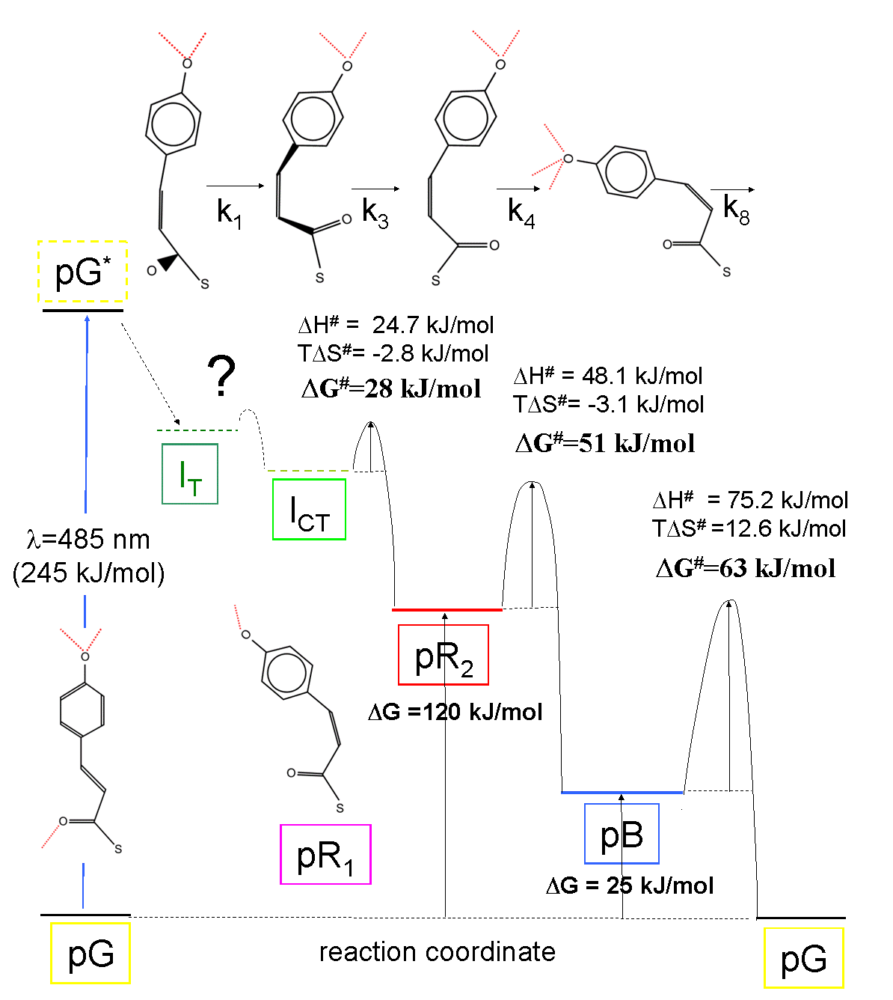 O
O
O
O
O
S
O
S
O
S
O
S
k1
k3
k4
k8
pG*
?
ΔH# = 24.7 kJ/mol
TΔS#= -2.8 kJ/mol
ΔG#=28 kJ/mol
ΔH# = 48.1 kJ/mol
TΔS#= -3.1 kJ/mol
ΔG#=51 kJ/mol
ΔH# = 75.2 kJ/mol
TΔS# =12.6 kJ/mol
ΔG#=63 kJ/mol
IT
ICT
λ=485 nm
(245 kJ/mol)
O
O
S
O
O
S
pR1
pR2
ΔG =120 kJ/mol
pB
ΔG = 25 kJ/mol
pG
reaction coordinate
pG